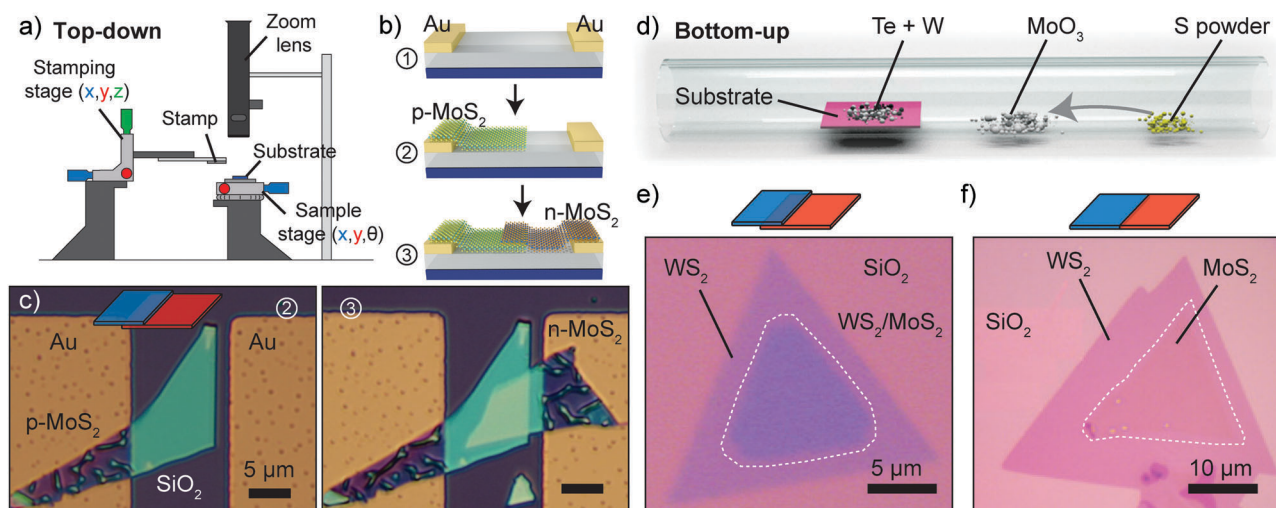 a) Top-down
Zoom
lens
Stamping
stage (x,y,z)
Stamp
Substrate
Sample
stage (x,y,θ)
b)
Au
Au
①
p-MoS₂
②
n-MoS₂
③
c)
②
Au
Au
p-MoS₂
SiO₂
5 µm
③
n-MoS₂
d) Bottom-up
Te + W
MoO₃
S powder
Substrate
e)
WS₂
SiO₂
WS₂/MoS₂
5 µm
f)
WS₂
MoS₂
SiO₂
10 µm